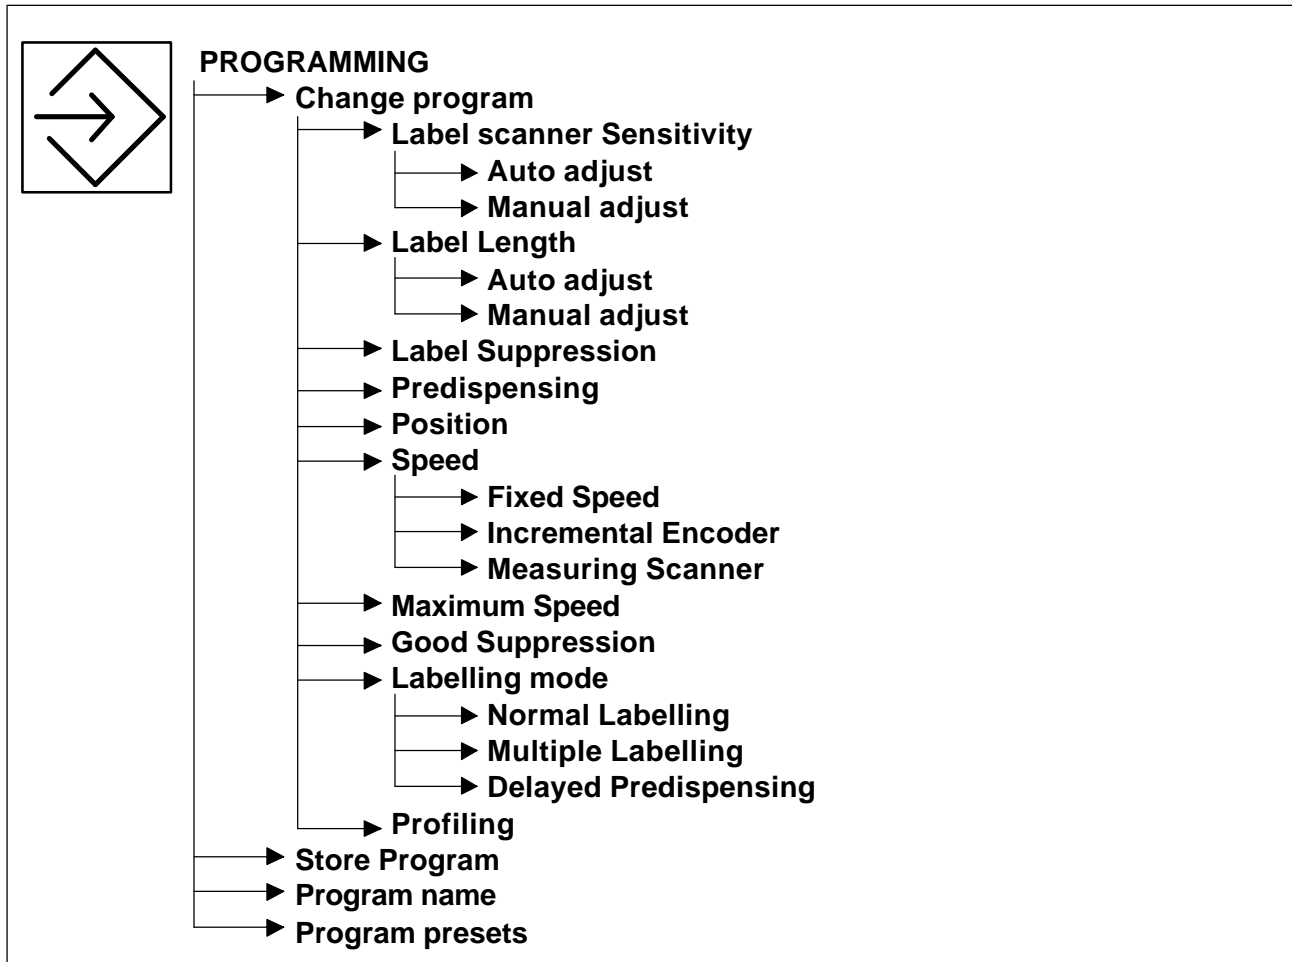 PROGRAMMING
Change program
Label scanner Sensitivity
Auto adjust
Manual adjust
Label Length
Auto adjust
Manual adjust
Label Suppression
Predispensing
Position
Speed
Fixed Speed
Incremental Encoder
Measuring Scanner
Maximum Speed
Good Suppression
Labelling mode
Normal Labelling
Multiple Labelling
Delayed Predispensing
Profiling
Store Program
Program name
Program presets